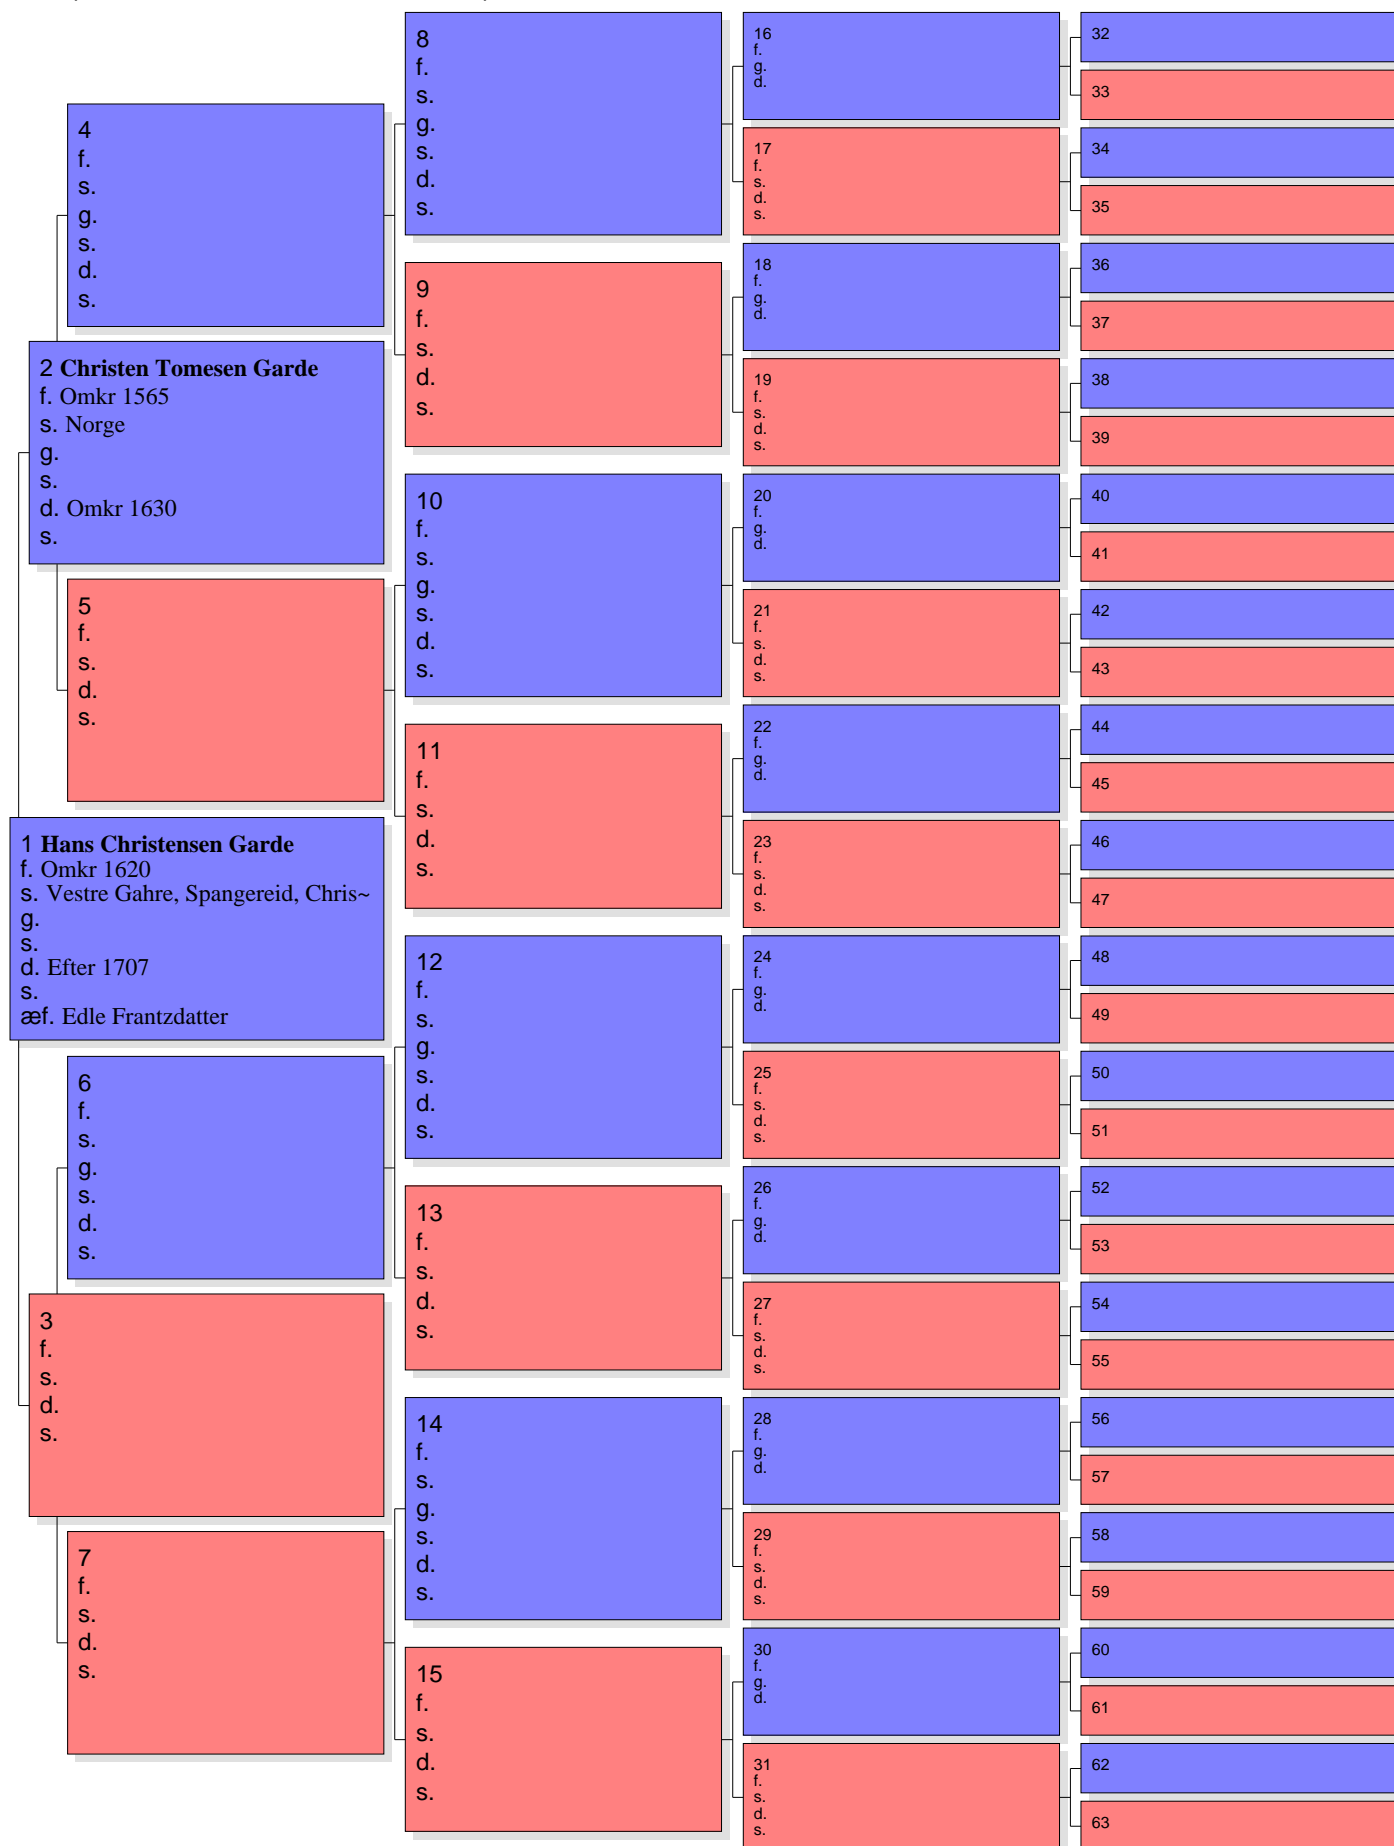 8
f.
s.
g.
s.
d.
s.
16
f.
g.
d.
32
33
4
f.
s.
g.
s.
d.
s.
17
f.
s.
d.
s.
34
35
9
f.
s.
d.
s.
18
f.
g.
d.
36
37
2 Christen Tomesen Garde
f. Omkr 1565
s. Norge
g.
s.
d. Omkr 1630
s.
19
f.
s.
d.
s.
38
39
10
f.
s.
g.
s.
d.
s.
20
f.
g.
d.
40
41
5
f.
s.
d.
s.
21
f.
s.
d.
s.
42
43
11
f.
s.
d.
s.
22
f.
g.
d.
44
45
1 Hans Christensen Garde
f. Omkr 1620
s. Vestre Gahre, Spangereid, Chris~
g.
s.
d. Efter 1707
s.
æf. Edle Frantzdatter
23
f.
s.
d.
s.
46
47
12
f.
s.
g.
s.
d.
s.
24
f.
g.
d.
48
49
6
f.
s.
g.
s.
d.
s.
25
f.
s.
d.
s.
50
51
13
f.
s.
d.
s.
26
f.
g.
d.
52
53
3
f.
s.
d.
s.
27
f.
s.
d.
s.
54
55
14
f.
s.
g.
s.
d.
s.
28
f.
g.
d.
56
57
7
f.
s.
d.
s.
29
f.
s.
d.
s.
58
59
15
f.
s.
d.
s.
30
f.
g.
d.
60
61
31
f.
s.
d.
s.
62
63